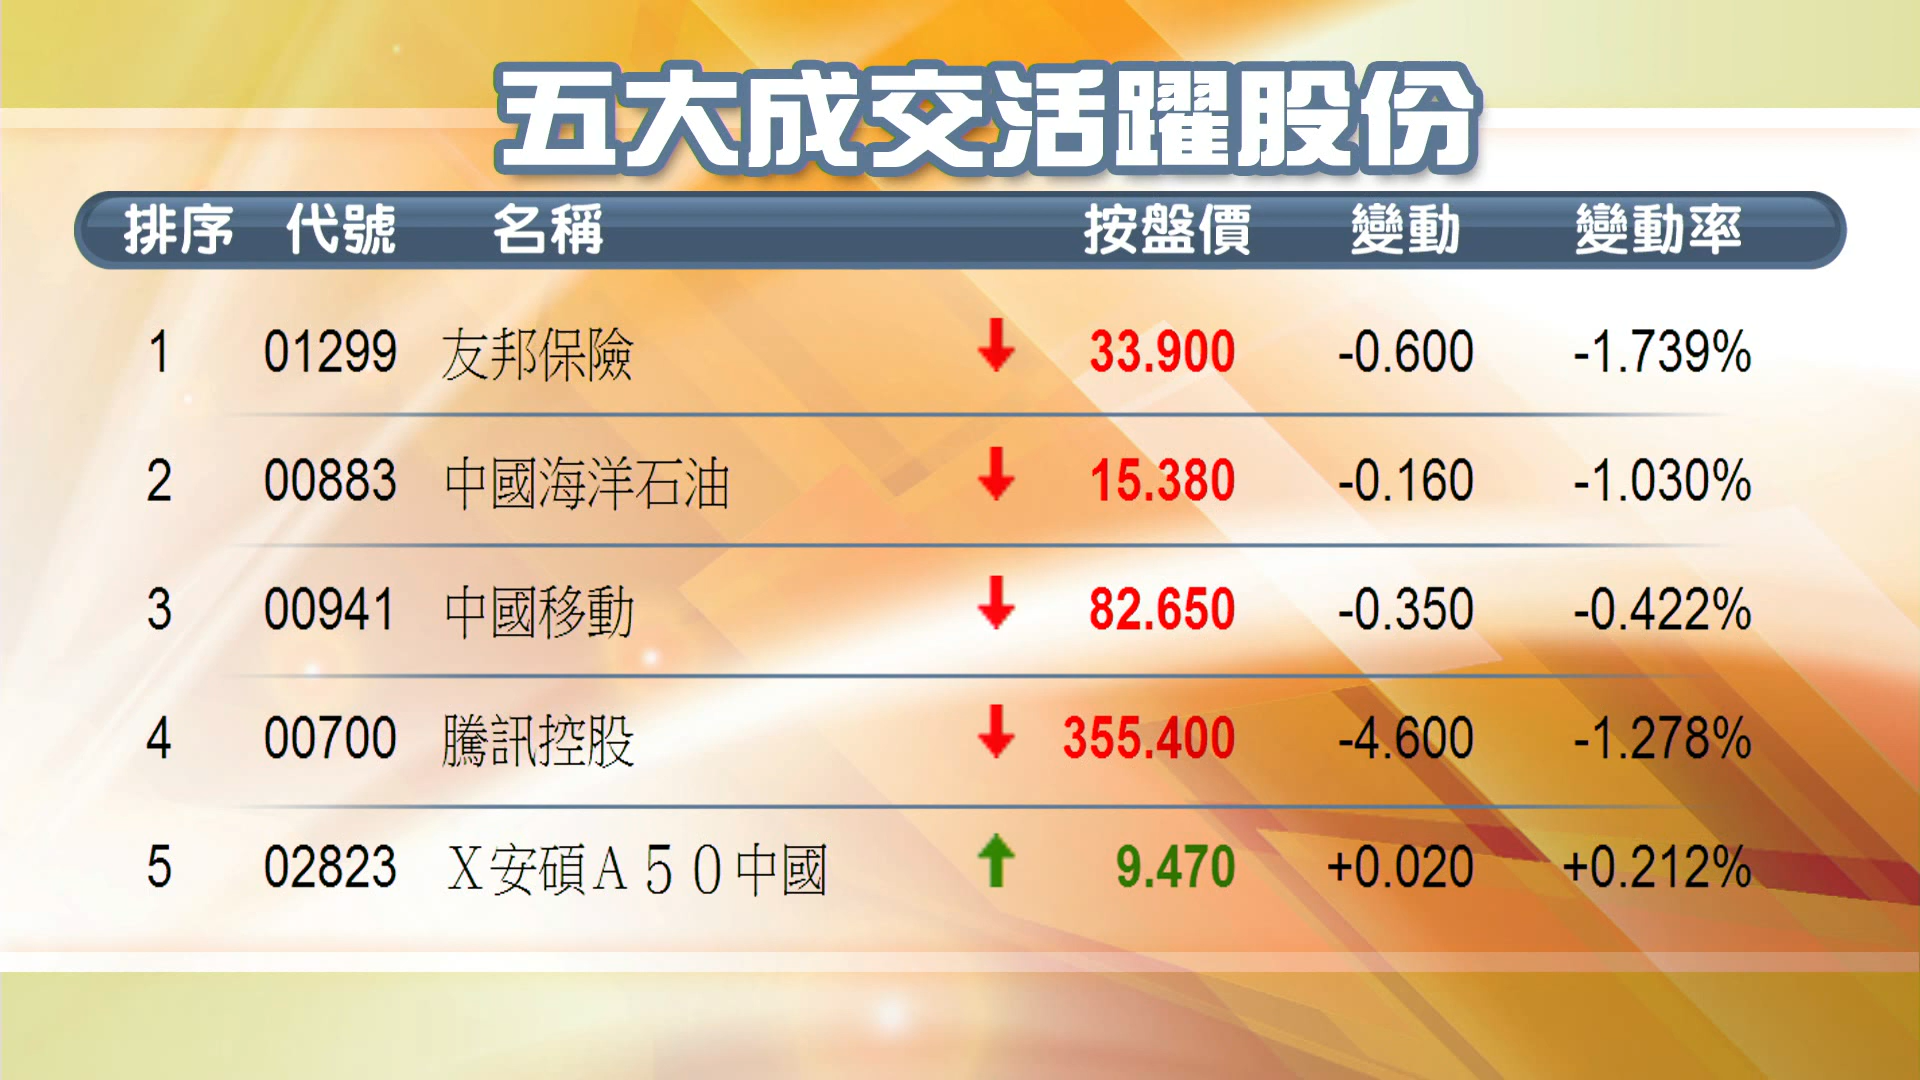 五大成交活躍股份
排序 代號 名稱 按盤價 變動 變動率
1 01299 友邦保險 33.900 -0.600 -1.739%
2 00883 中國海洋石油 15.380 -0.160 -1.030%
3 00941 中國移動 82.650 -0.350 -0.422%
4 00700 騰訊控股 355.400 -4.600 -1.278%
5 02823 X安碩A50中國 9.470 +0.020 +0.212%